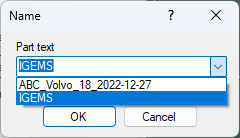 Name
Part text
IGEMS
ABC_Volvo_18_2022-12-27
IGEMS
OK
Cancel